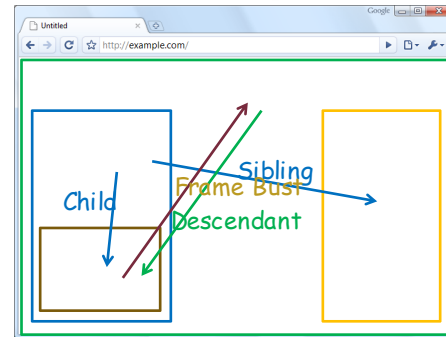 Google
Untitled
http://example.com/
Sibling
Frame Bust
Child
Descendant